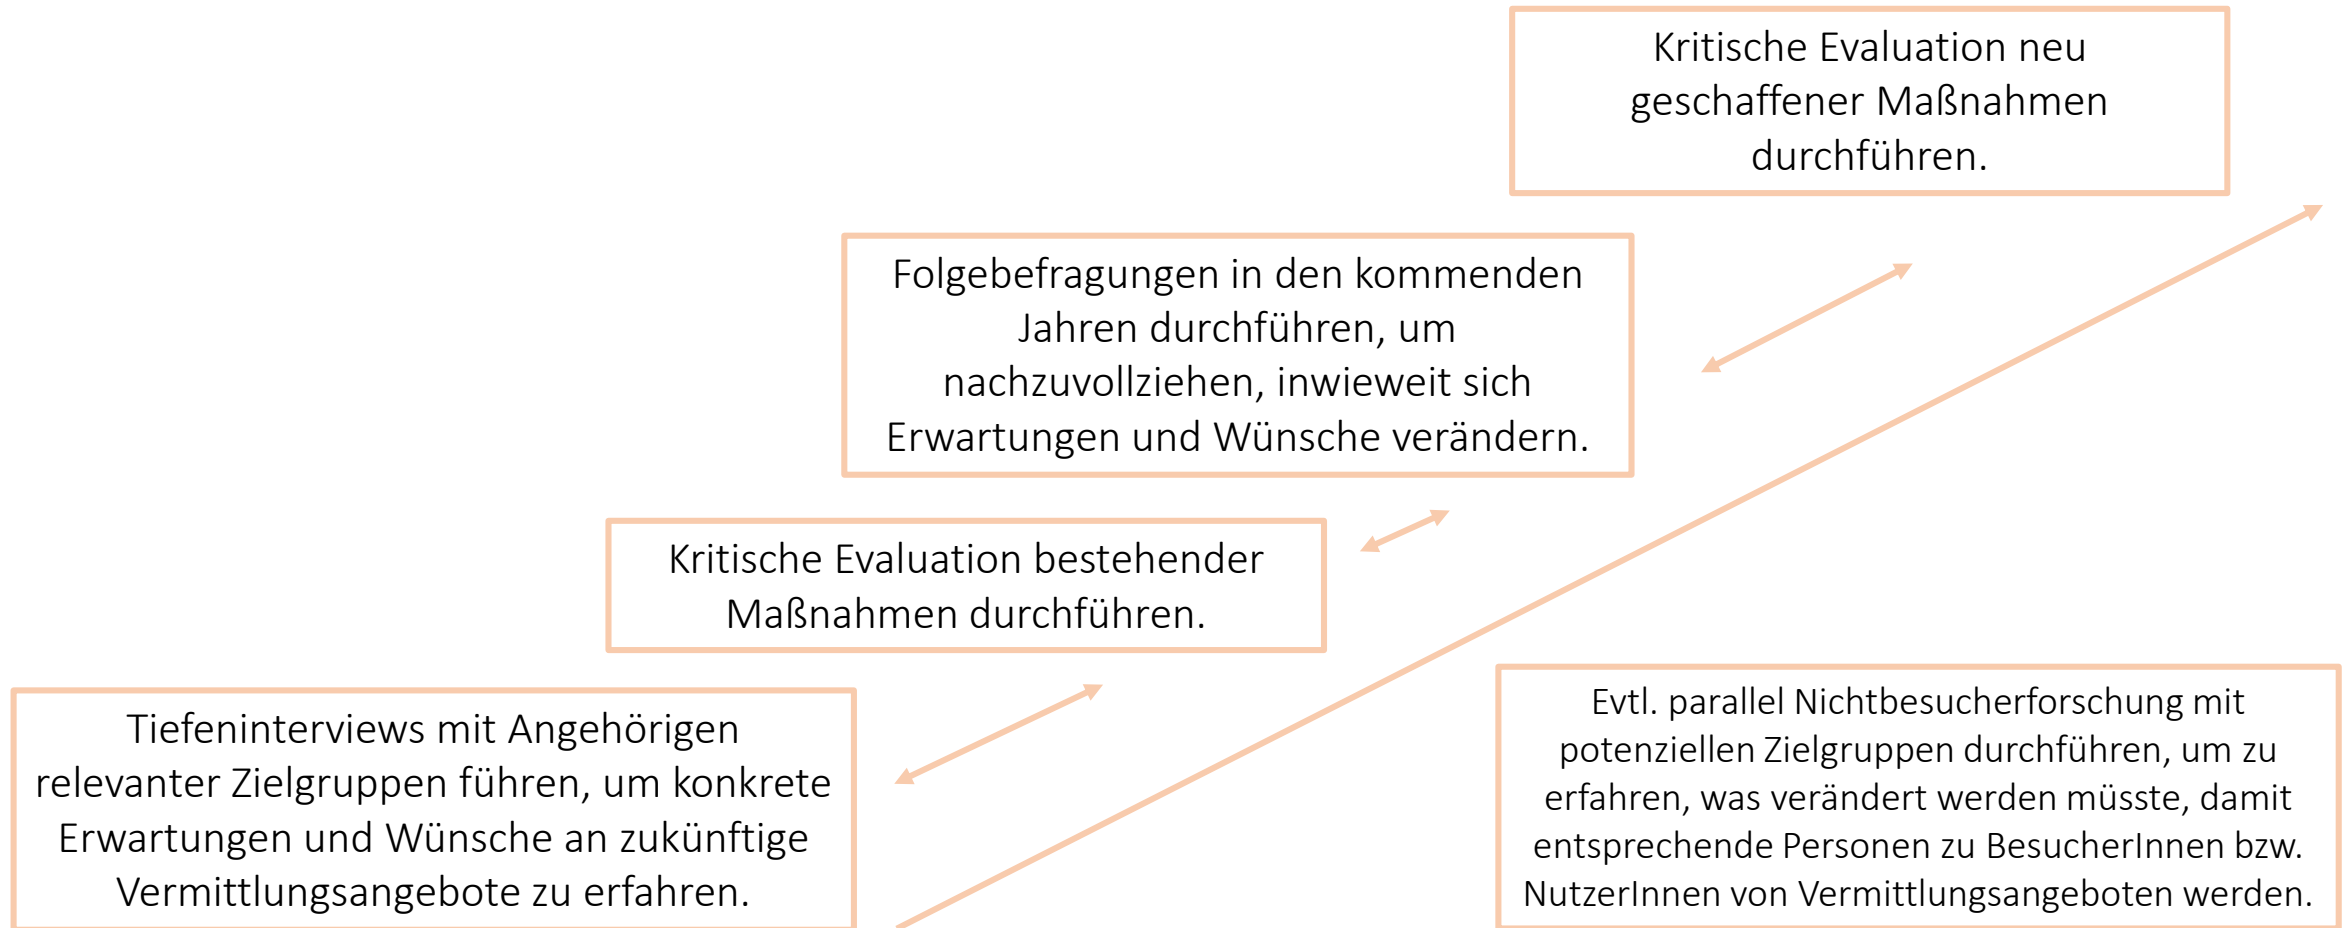 Kritische Evaluation neu
geschaffener Maßnahmen
durchführen.
Folgebefragungen in den kommenden
Jahren durchführen, um
nachzuvollziehen, inwieweit sich
Erwartungen und Wünsche verändern.
Kritische Evaluation bestehender
Maßnahmen durchführen.
Tiefeninterviews mit Angehörigen
relevanter Zielgruppen führen, um konkrete
Erwartungen und Wünsche an zukünftige
Vermittlungsangebote zu erfahren.
Evtl. parallel Nichtbesucherforschung mit
potenziellen Zielgruppen durchführen, um zu
erfahren, was verändert werden müsste, damit
entsprechende Personen zu BesucherInnen bzw.
NutzerInnen von Vermittlungsangeboten werden.